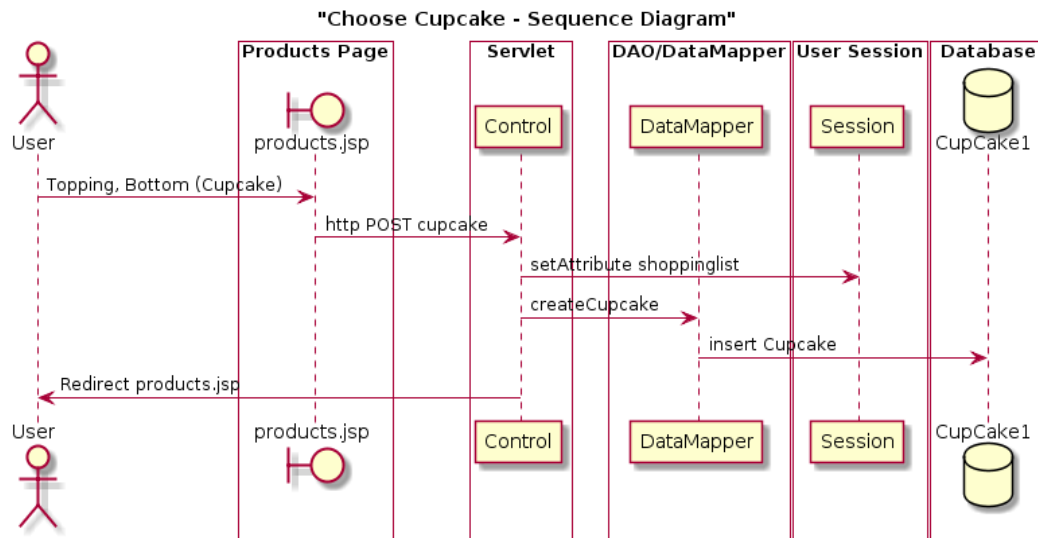 "Choose Cupcake - Sequence Diagram"
Products Page
Servlet
DAO/DataMapper
User Session
Database
User
products.jsp
Control
DataMapper
Session
CupCake1
Topping, Bottom (Cupcake)
http POST cupcake
setAttribute shoppinglist
createCupcake
insert Cupcake
Redirect products.jsp
User
products.jsp
Control
DataMapper
Session
CupCake1